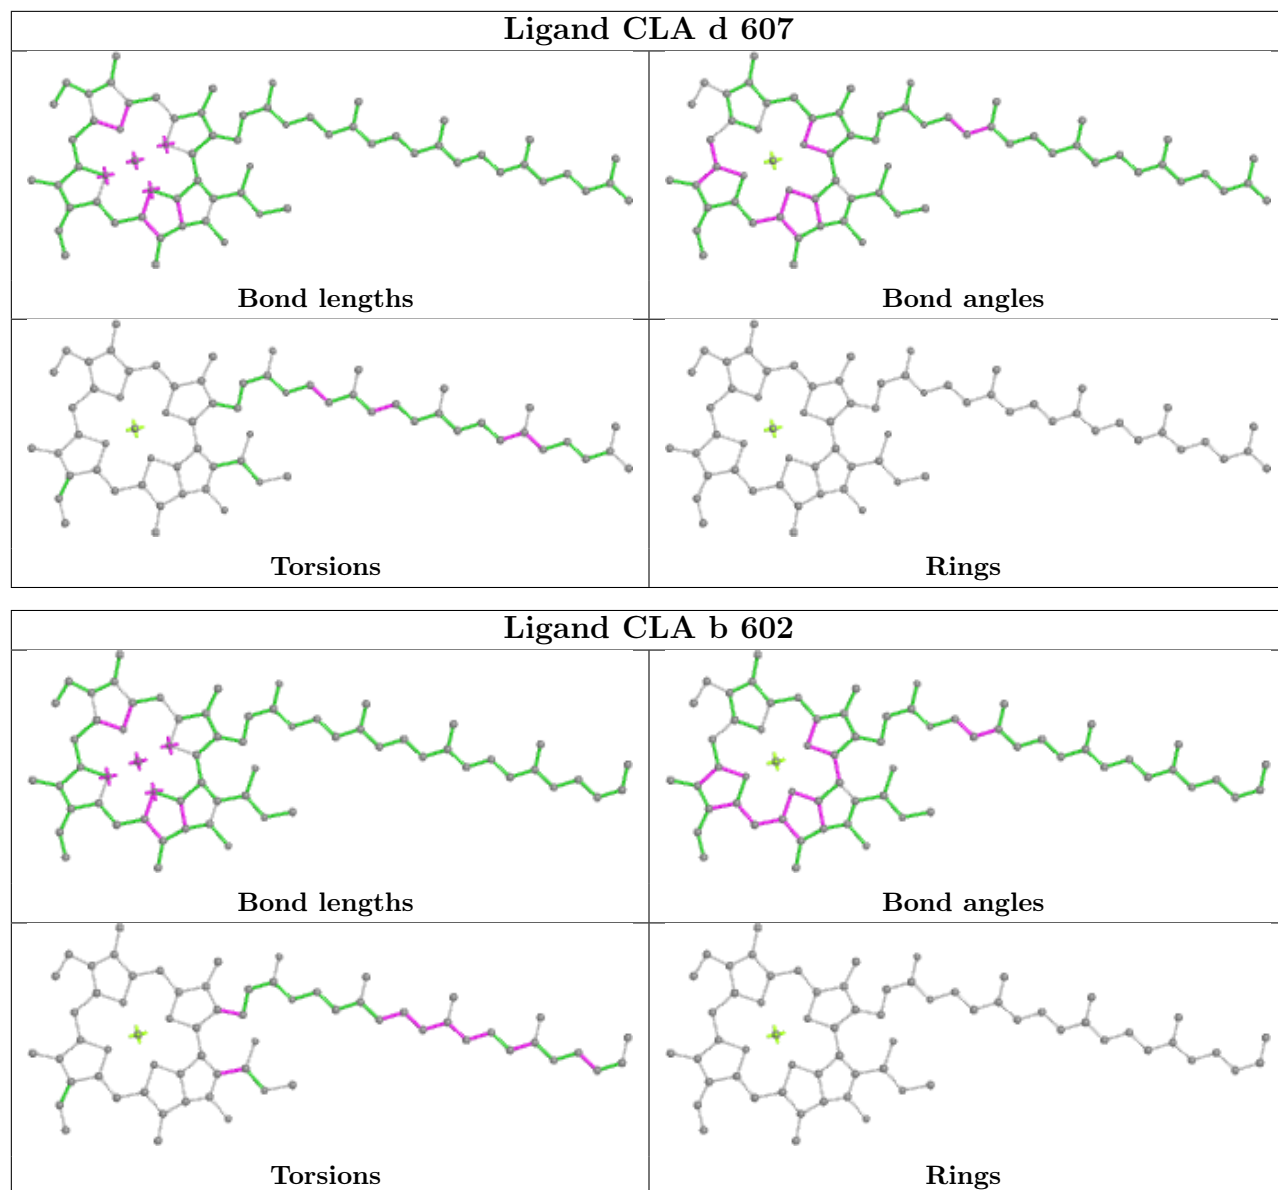 Ligand CLA d 607
Bond lengths
Bond angles
Torsions
Rings
Ligand CLA b 602
Bond lengths
Bond angles
Torsions
Rings